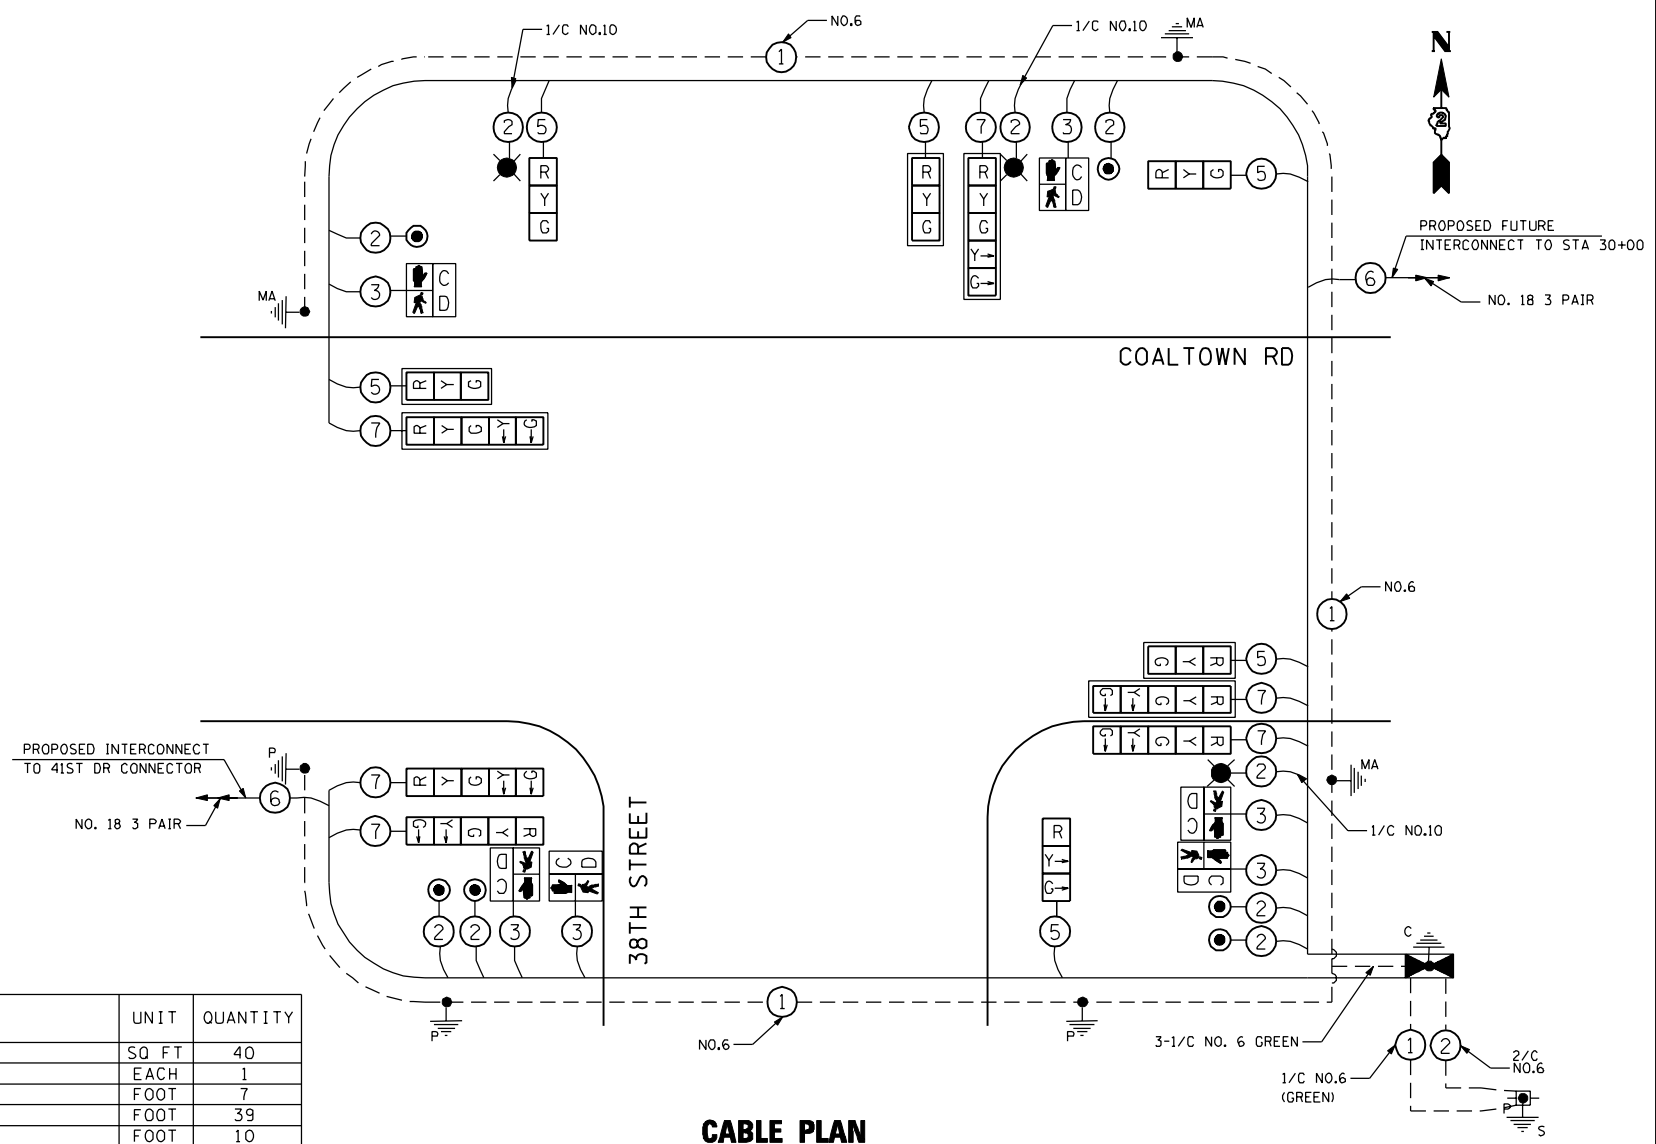 1/C NO.10
NO.6
1
1/C NO.10
MA
N
2
2
5
5
7
2
3
2
R
Y
G
R
Y
G
R
Y
G
Y→
G→
C
D
R Y G
5
2
3
C
D
MA
PROPOSED FUTURE
INTERCONNECT TO STA 30+00
6
NO. 18 3 PAIR
COALTOWN RD
5
R Y G
7
R Y G Y→ G→
NO.6
1
G Y R
5
G→ Y→ G Y R
7
G→ Y→ G Y R
7
PROPOSED INTERCONNECT
TO 41ST DR CONNECTOR
P
6
NO. 18 3 PAIR
7
R Y G Y→ G→
7
G→ Y→ G Y R
D
C
C D
2
2
3
3
38TH STREET
R
Y→
G→
5
2
MA
1/C NO.10
D
C
3
D C
3
2
2
C
P
1
NO.6
P
3-1/C NO. 6 GREEN
1
2
1/C NO.6
(GREEN)
2/C
NO.6
P
S
UNIT QUANTITY
SQ FT 40
EACH 1
FOOT 7
FOOT 39
FOOT 10
CABLE PLAN